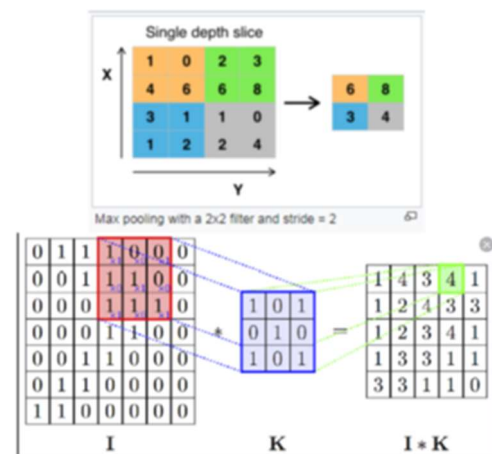 Single depth slice
X
1 0 2 3
4 6 6 8
3 1 1 0
1 2 2 4
6 8
3 4
Y
Max pooling with a 2x2 filter and stride = 2
0 1 1 1 0 0 0
0 0 1 1 1 0 0
0 0 0 1 1 1 0
0 0 0 1 1 0 0
0 0 1 1 0 0 0
0 1 1 0 0 0 0
1 1 0 0 0 0 0
I
*
1 0 1
0 1 0
1 0 1
K
=
1 4 3 4 1
1 2 4 3 3
1 2 3 4 1
1 3 3 1 1
3 3 1 1 0
I * K